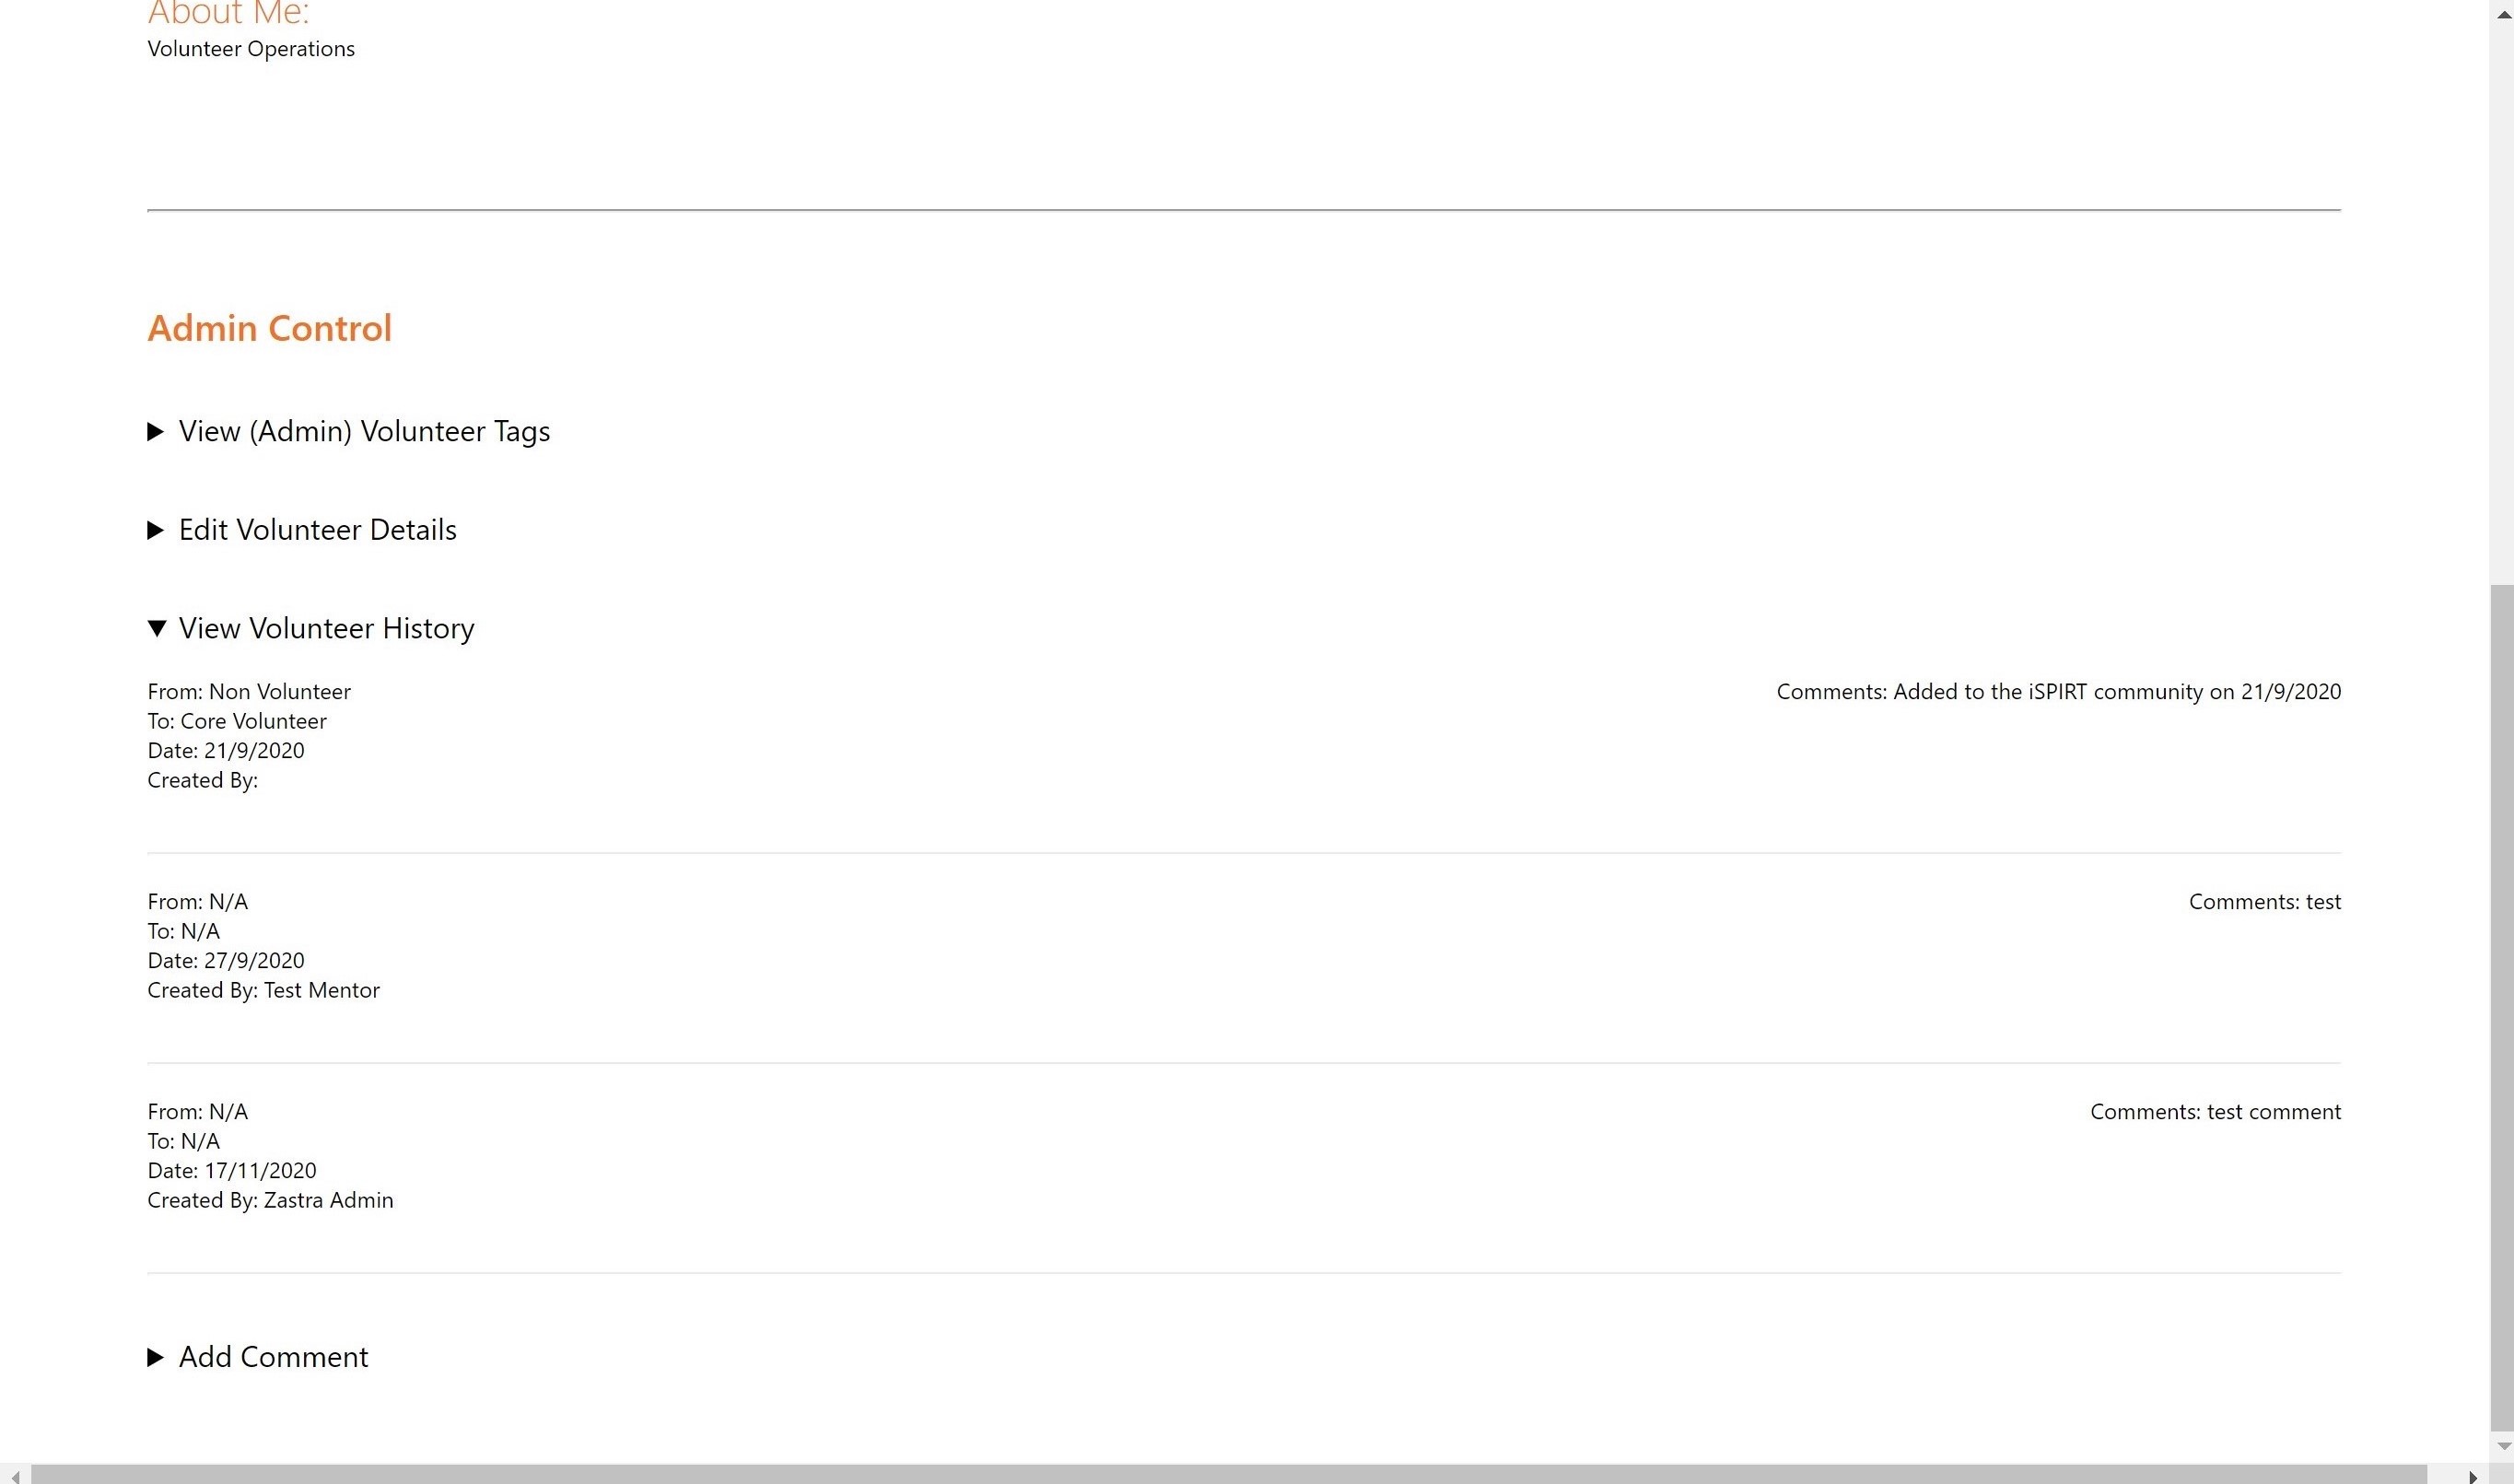 About Me:
Volunteer Operations
Admin Control
View (Admin) Volunteer Tags
Edit Volunteer Details
View Volunteer History
From: Non Volunteer
Comments: Added to the iSPIRT community on 21/9/2020
To: Core Volunteer
Date: 21/9/2020
Created By:
From: N/A
Comments: test
To: N/A
Date: 27/9/2020
Created By: Test Mentor
From: N/A
Comments: test comment
To: N/A
Date: 17/11/2020
Created By: Zastra Admin
Add Comment